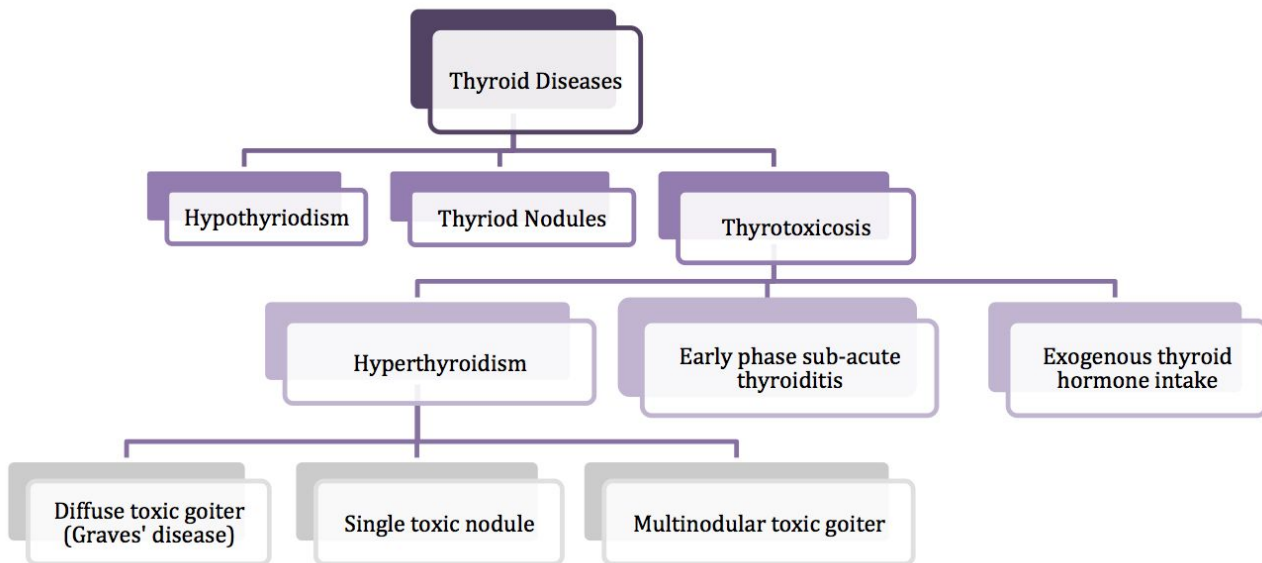 Thyroid Diseases
Hypothyriodism
Thyriod Nodules
Thyrotoxicosis
Hyperthyroidism
Early phase sub-acute
thyroiditis
Exogenous thyroid
hormone intake
Diffuse toxic goiter
(Graves' disease)
Single toxic nodule
Multinodular toxic goiter